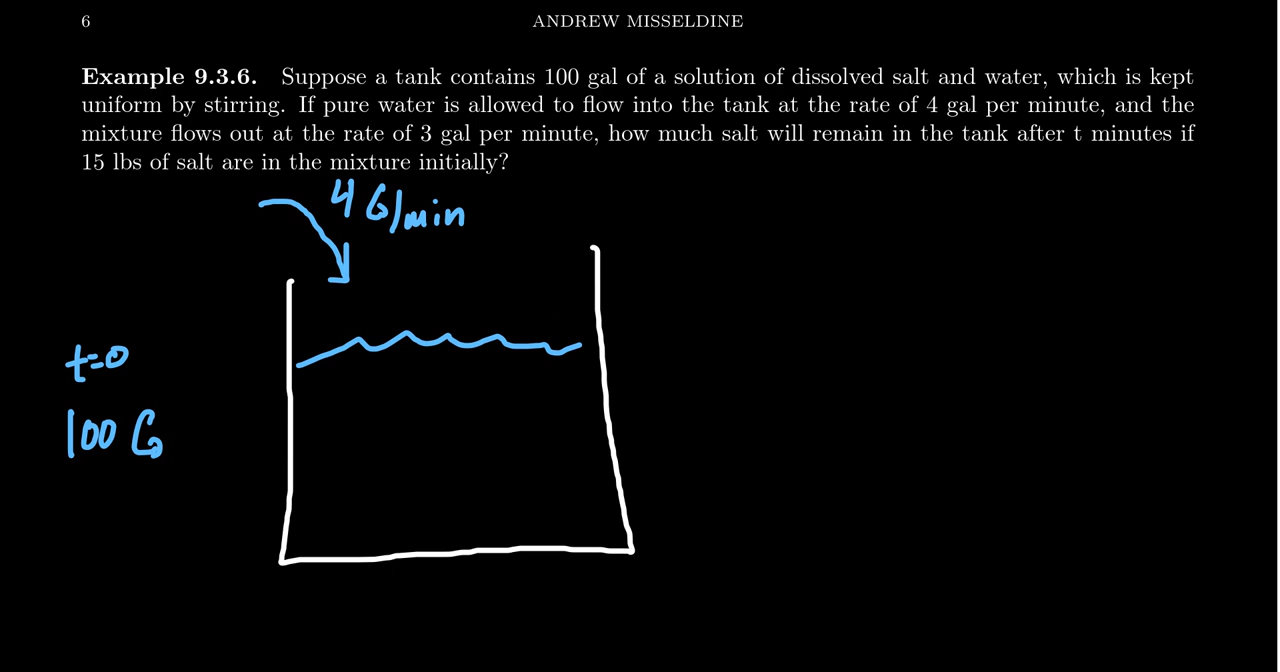 6 ANDREW MISSELDINE
Example 9.3.6. Suppose a tank contains 100 gal of a solution of dissolved salt and water, which is kept
uniform by stirring. If pure water is allowed to flow into the tank at the rate of 4 gal per minute, and the
mixture flows out at the rate of 3 gal per minute, how much salt will remain in the tank after t minutes if
15 lbs of salt are in the mixture initially?
4 G/min
t=0
100 G